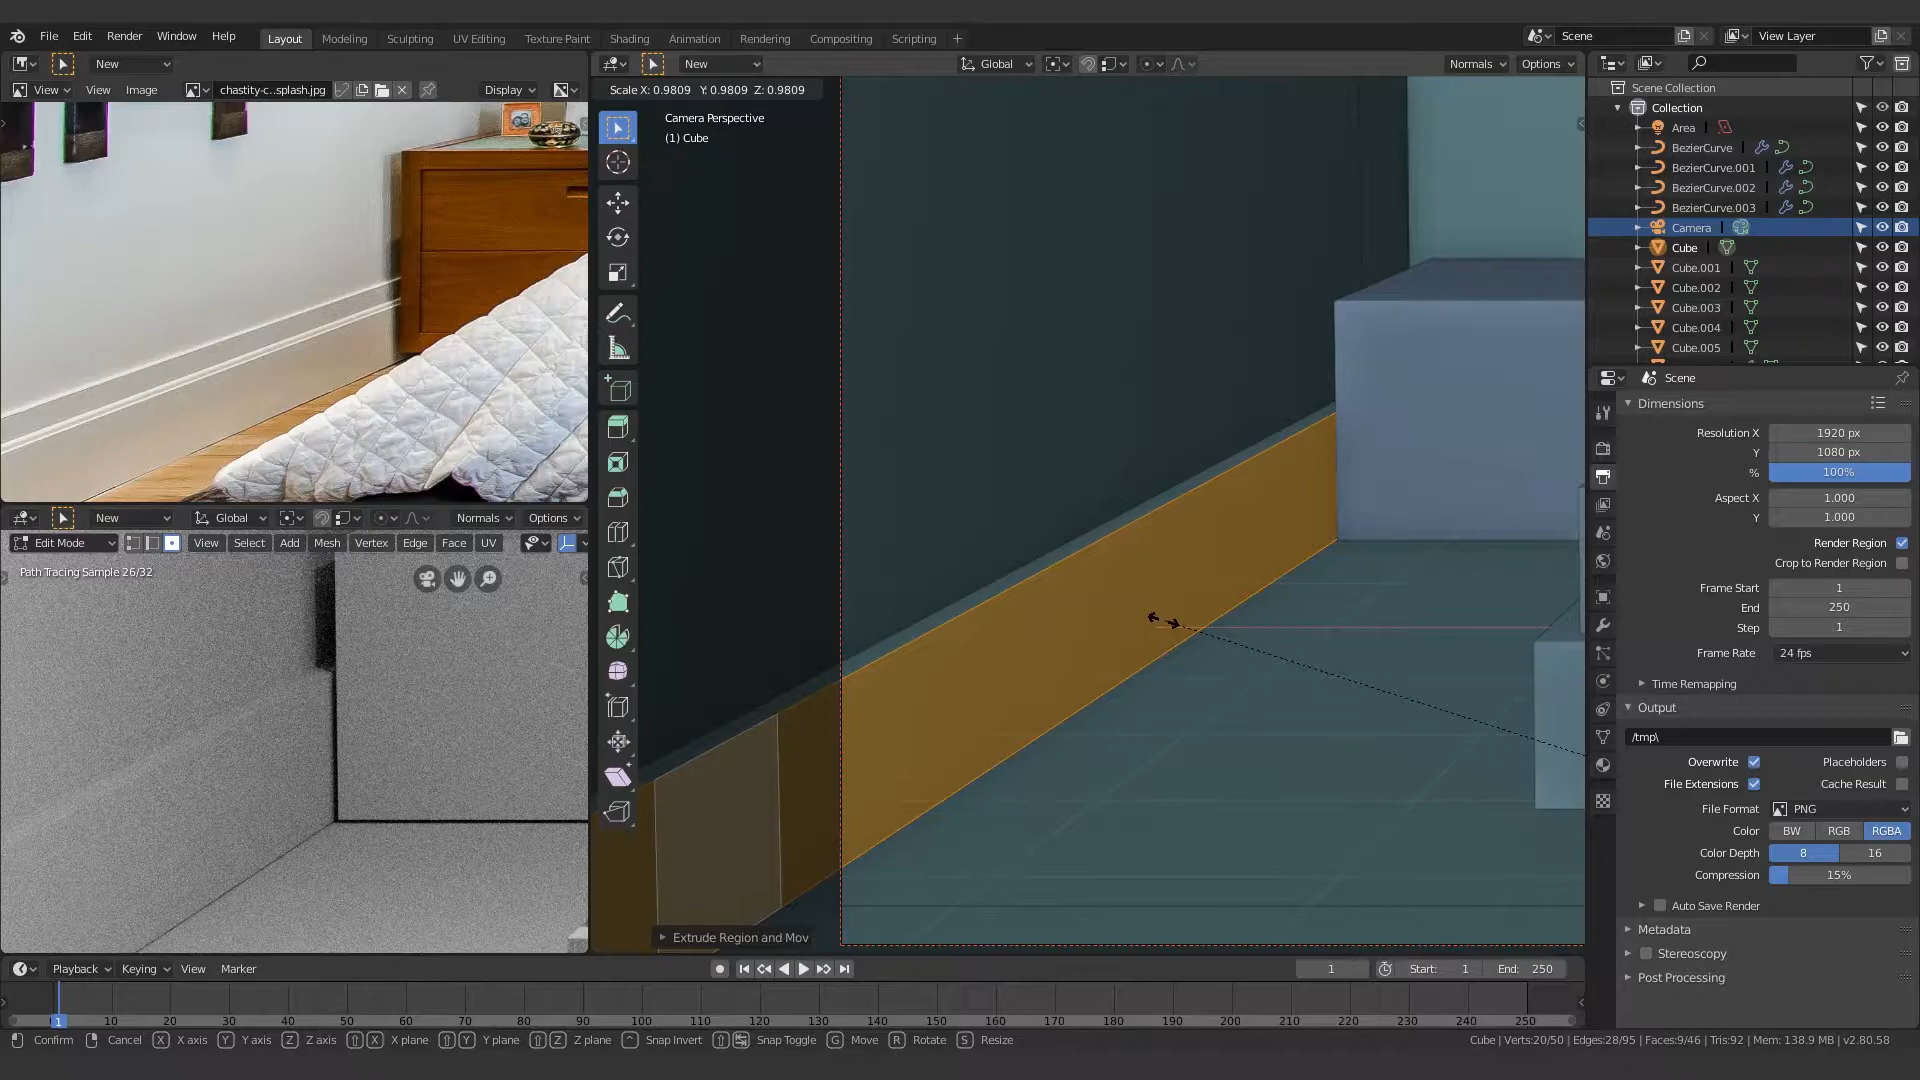 File Edit Render Window Help
Layout Modeling Sculpting UV Editing Texture Paint Shading Animation Rendering Compositing Scripting +
Scene
View Layer
New
View View Image chastity-c..splash.jpg Display
New Global Normals Options
Scale X: 0.9809 Y: 0.9809 Z: 0.9809
Camera Perspective
(1) Cube
Extrude Region and Mov
New Global Normals Options
Edit Mode View Select Add Mesh Vertex Edge Face UV
Path Tracing Sample 26/32
Scene Collection
Collection
Area
BezierCurve
BezierCurve.001
BezierCurve.002
BezierCurve.003
Camera
Cube
Cube.001
Cube.002
Cube.003
Cube.004
Cube.005
Scene
Dimensions
Resolution X 1920 px
Y 1080 px
% 100%
Aspect X 1.000
Y 1.000
Render Region
Crop to Render Region
Frame Start 1
End 250
Step 1
Frame Rate 24 fps
Time Remapping
Output
/tmp\
Overwrite Placeholders
File Extensions Cache Result
File Format PNG
Color BW RGB RGBA
Color Depth 8 16
Compression 15%
Auto Save Render
Metadata
Stereoscopy
Post Processing
Playback Keying View Marker
1 Start: 1 End: 250
1 10 20 30 40 50 60 70 80 90 100 110 120 130 140 150 160 170 180 190 200 210 220 230 240 250
Confirm Cancel X X axis Y Y axis Z Z axis X X plane Y Y plane Z Z plane Snap Invert Snap Toggle G Move R Rotate S Resize
Cube | Verts:20/50 | Edges:28/95 | Faces:9/46 | Tris:92 | Mem: 138.9 MB | v2.80.58